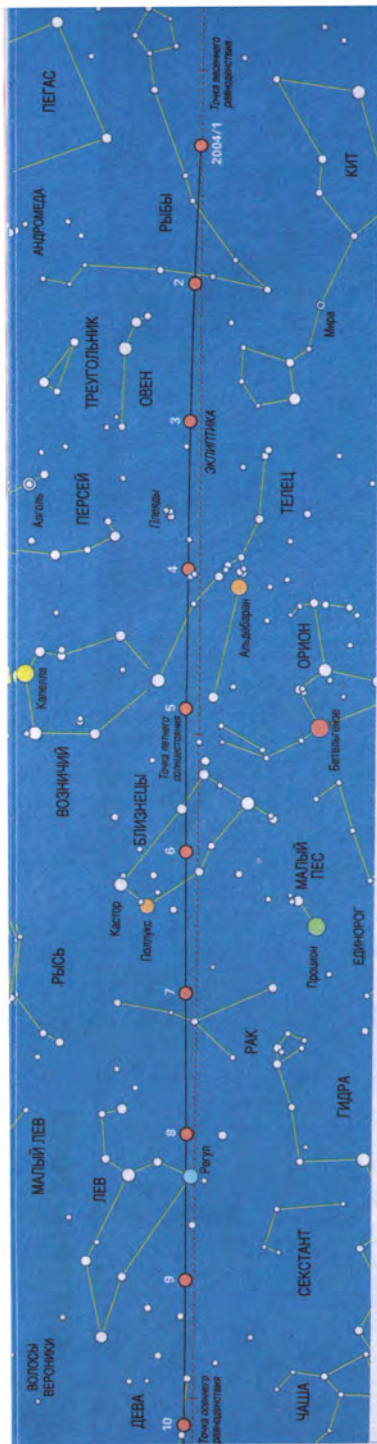 ВОЛОСЫ
ВЕРОНИКИ
МАЛЫЙ ЛЕВ
РЫСЬ
ВОЗНИЧИЙ
Капелла
Алголь
ПЕРСЕЙ
ТРЕУГОЛЬНИК
АНДРОМЕДА
ПЕГАС
ДЕВА
ЛЕВ
Кастор
Поллукс
БЛИЗНЕЦЫ
Плеяды
ОВЕН
РЫБЫ
10
9
8
7
6
5
4
3
2
2004/1
Точка осеннего
равноденствия
Регул
Точка летнего
солнцестояния
ЭКЛИПТИКА
Точка весеннего
равноденствия
РАК
Альдебаран
ТЕЛЕЦ
СЕКСТАНТ
ЧАША
ГИДРА
МАЛЫЙ
ПЕС
Процион
ЕДИНОРОГ
ОРИОН
Бетельгейзе
Мира
КИТ